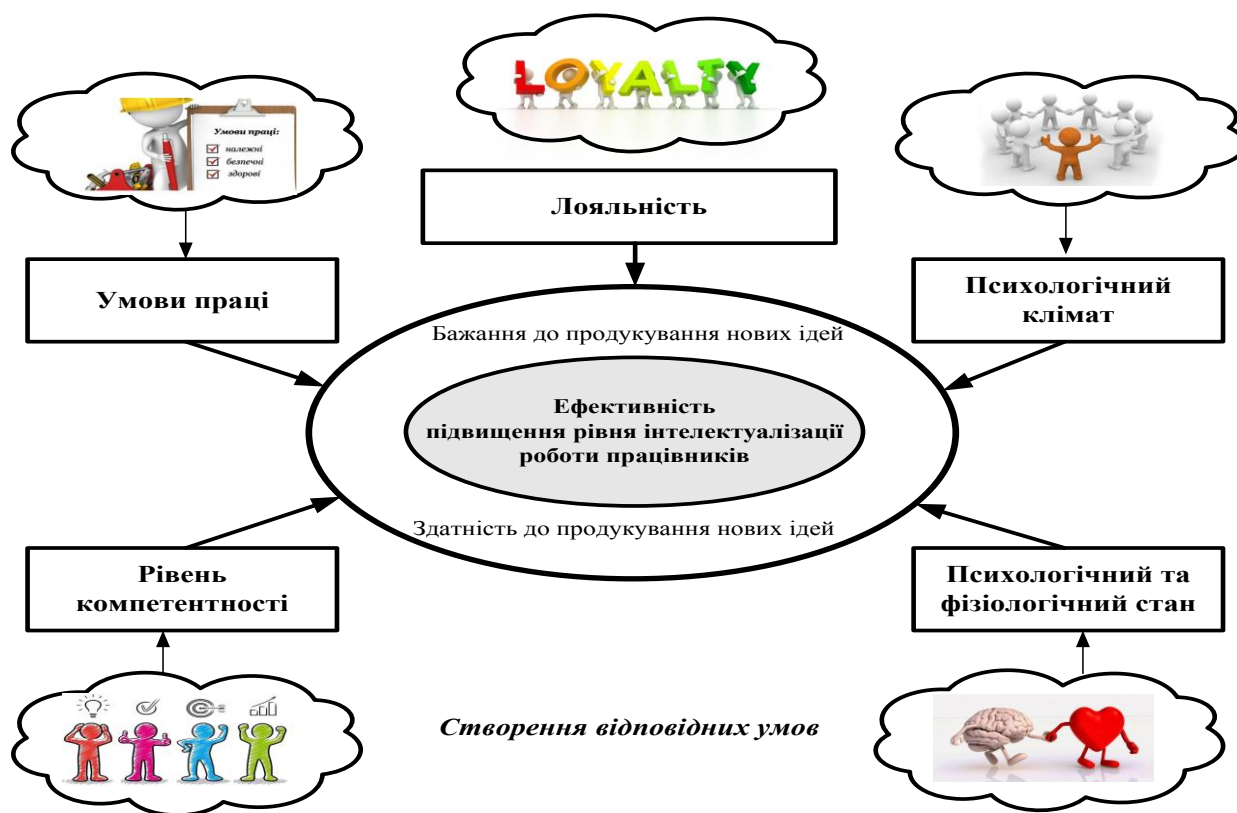 LOYALTY
Умови праці:
належні
безпечні
здорові
Лояльність
Умови праці
Психологічний
клімат
Бажання до продукування нових ідей
Ефективність
підвищення рівня інтелектуалізації
роботи працівників
Здатність до продукування нових ідей
Рівень
компетентності
Психологічний та
фізіологічний стан
Створення відповідних умов